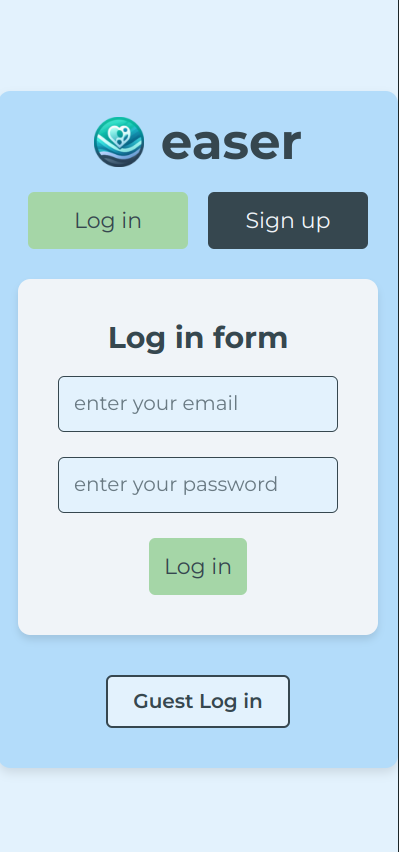 easer
Log in
Sign up
Log in form
enter your email
enter your password
Log in
Guest Log in